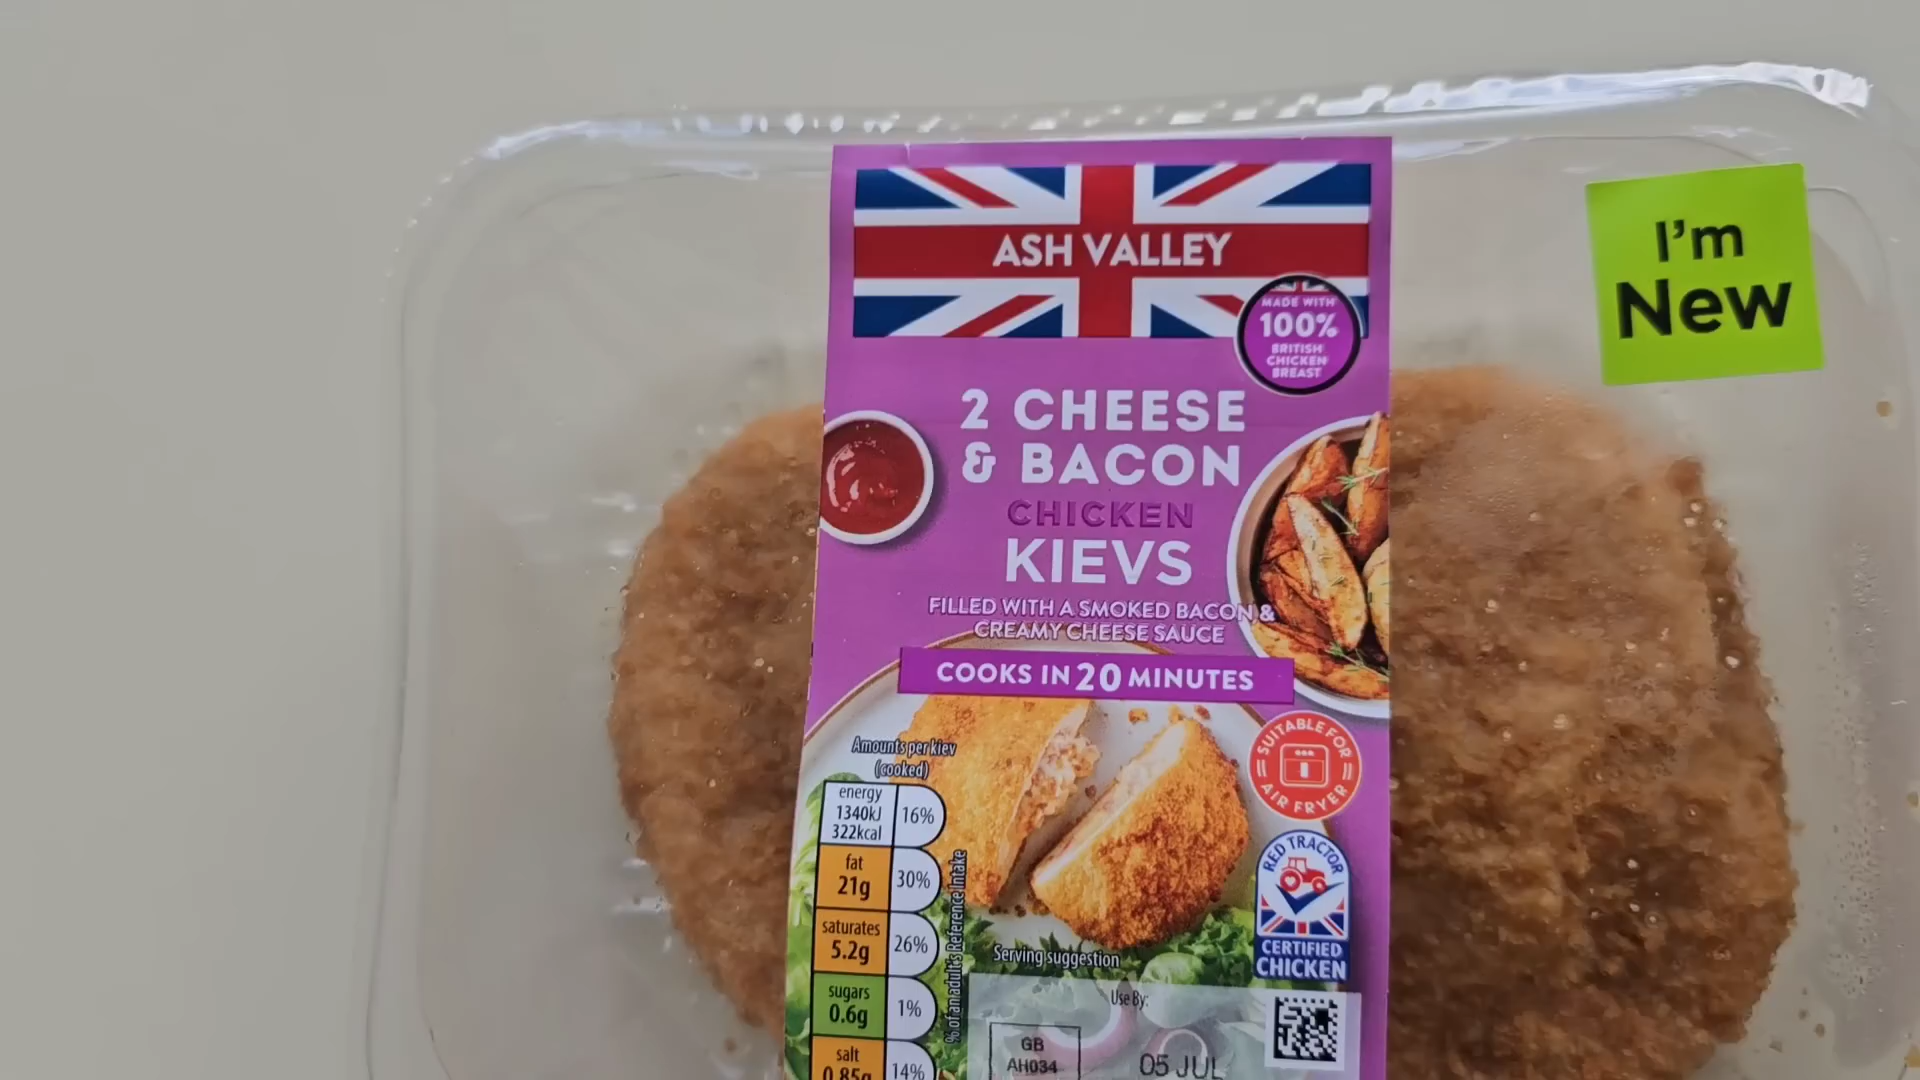 ASH VALLEY
MADE WITH
100%
BRITISH
CHICKEN
BREAST
I'm
New
2 CHEESE
& BACON
CHICKEN
KIEVS
FILLED WITH A SMOKED BACON &
CREAMY CHEESE SAUCE
COOKS IN 20 MINUTES
SUITABLE FOR
AIR FRYER
Amounts per kiev
(cooked)
energy
1340kJ
322kcal
16%
fat
21g
30%
saturates
5.2g
26%
sugars
0.6g
1%
salt
0.85g
14%
% of an adult's Reference Intake
RED TRACTOR
CERTIFIED
CHICKEN
Serving suggestion
Use By:
GB
AH034
05 JUL